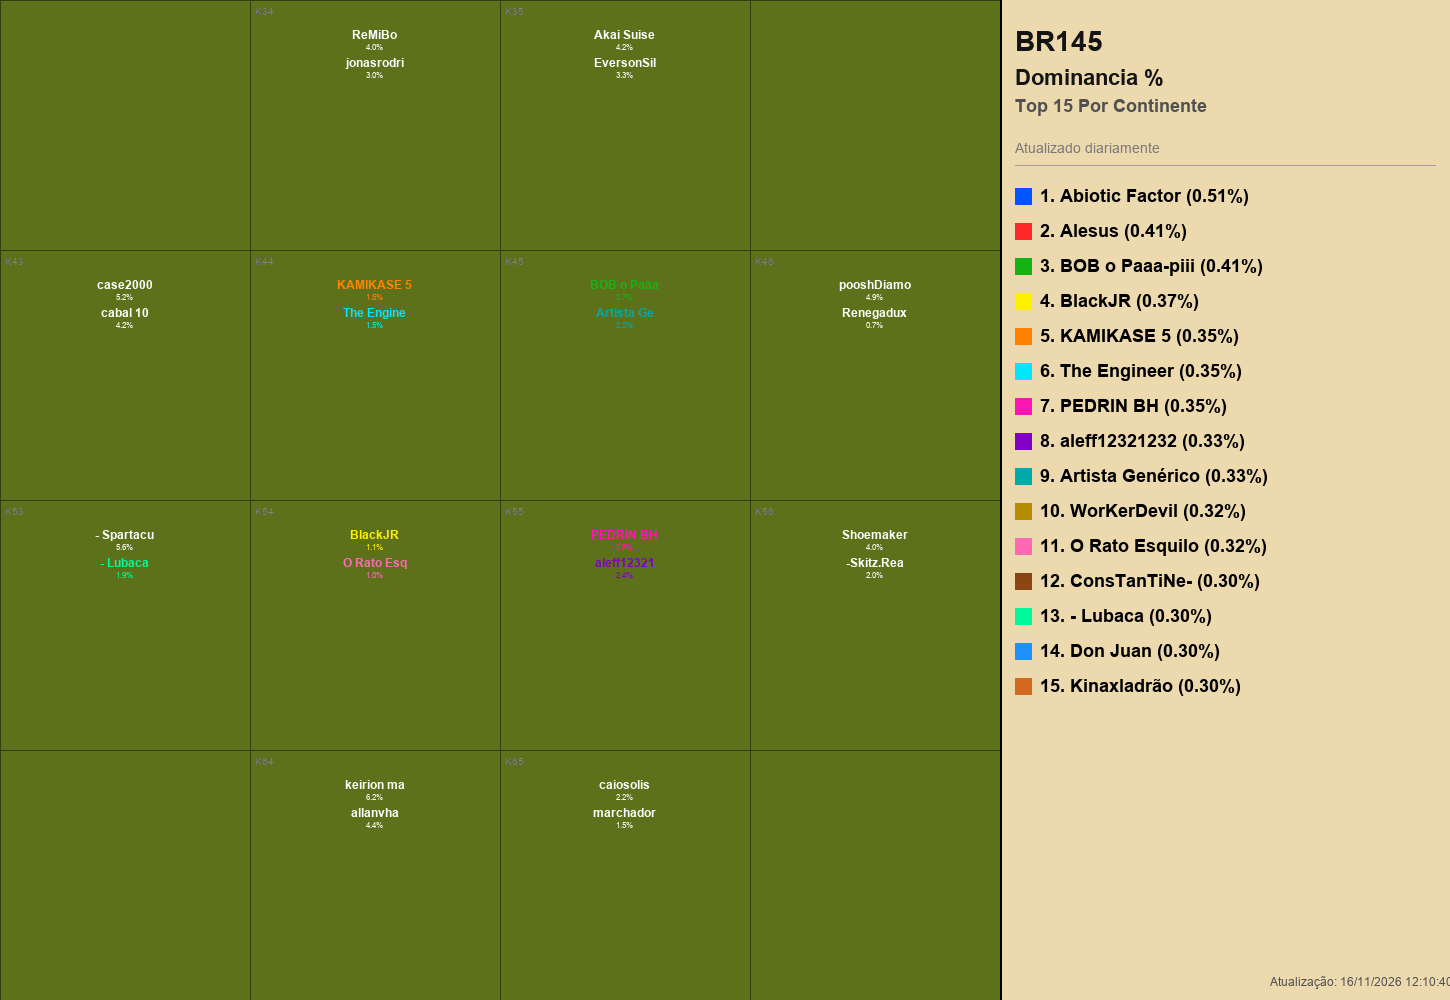 K34
ReMiBo
4.0%
jonasrodri
3.0%
K35
Akai Suise
4.2%
EversonSil
3.3%
K43
case2000
5.2%
cabal 10
4.2%
K44
KAMIKASE 5
1.5%
The Engine
1.5%
K45
BOB o Paaa
2.7%
Artista Ge
2.2%
K46
pooshDiamo
4.9%
Renegadux
0.7%
K53
- Spartacu
5.6%
- Lubaca
1.9%
K54
BlackJR
1.1%
O Rato Esq
1.0%
K55
PEDRIN BH
aleff12321
2.4%
K56
Shoemaker
4.0%
-Skitz.Rea
2.0%
K64
keirion ma
6.2%
allanvha
4.4%
K65
caiosolis
2.2%
marchador
1.5%
BR145
Dominancia %
Top 15 Por Continente
Atualizado diariamente
1. Abiotic Factor (0.51%)
2. Alesus (0.41%)
3. BOB o Paaa-piii (0.41%)
4. BlackJR (0.37%)
5. KAMIKASE 5 (0.35%)
6. The Engineer (0.35%)
7. PEDRIN BH (0.35%)
8. aleff12321232 (0.33%)
9. Artista Genérico (0.33%)
10. WorKerDevil (0.32%)
11. O Rato Esquilo (0.32%)
12. ConsTanTiNe- (0.30%)
13. - Lubaca (0.30%)
14. Don Juan (0.30%)
15. Kinaxladrão (0.30%)
Atualização: 16/11/2026 12:10:40